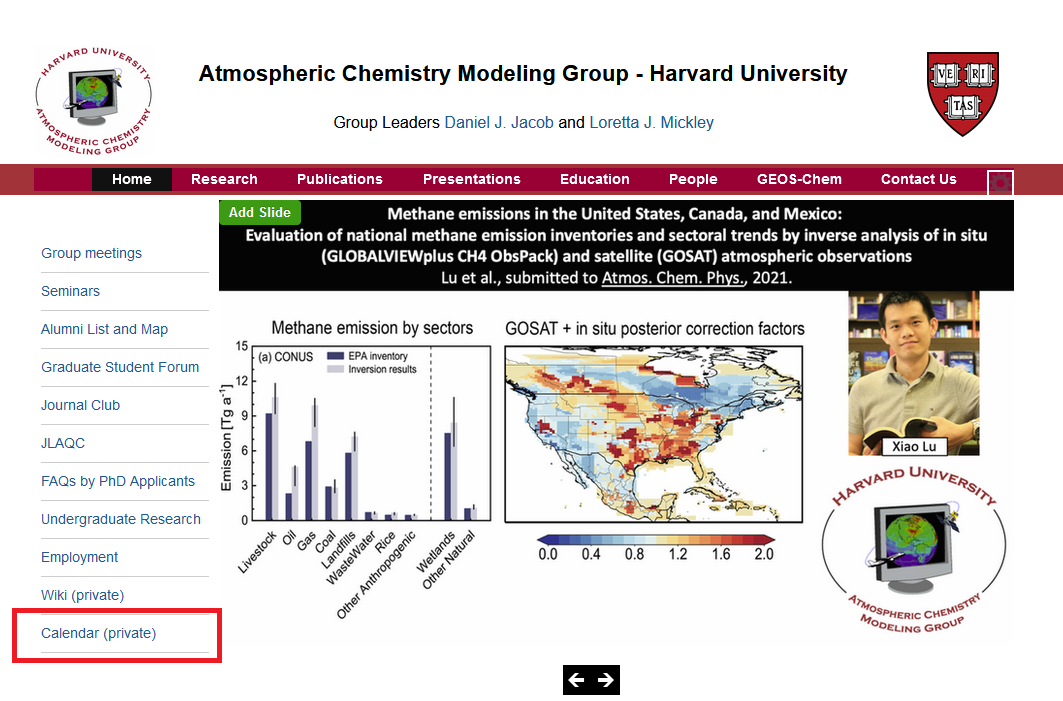 HARVARD UNIVERSITY
ATMOSPHERIC CHEMISTRY
MODELING GROUP
Atmospheric Chemistry Modeling Group - Harvard University
Group Leaders Daniel J. Jacob and Loretta J. Mickley
VE RI
TAS
Home Research Publications Presentations Education People GEOS-Chem Contact Us
Group meetings
Seminars
Alumni List and Map
Graduate Student Forum
Journal Club
JLAQC
FAQs by PhD Applicants
Undergraduate Research
Employment
Wiki (private)
Calendar (private)
Add Slide
Methane emissions in the United States, Canada, and Mexico:
Evaluation of national methane emission inventories and sectoral trends by inverse analysis of in situ
(GLOBALVIEWplus CH4 ObsPack) and satellite (GOSAT) atmospheric observations
Lu et al., submitted to Atmos. Chem. Phys., 2021.
Methane emission by sectors
(a) CONUS
EPA inventory
Inversion results
Emission [Tg a-1]
15
12
9
6
3
0
Livestock
Oil
Gas
Coal
Landfills
WasteWater
Rice
Other Anthropogenic
Wetlands
Other Natural
GOSAT + in situ posterior correction factors
0.0 0.4 0.8 1.2 1.6 2.0
Xiao Lu
HARVARD UNIVERSITY
ATMOSPHERIC CHEMISTRY
MODELING GROUP